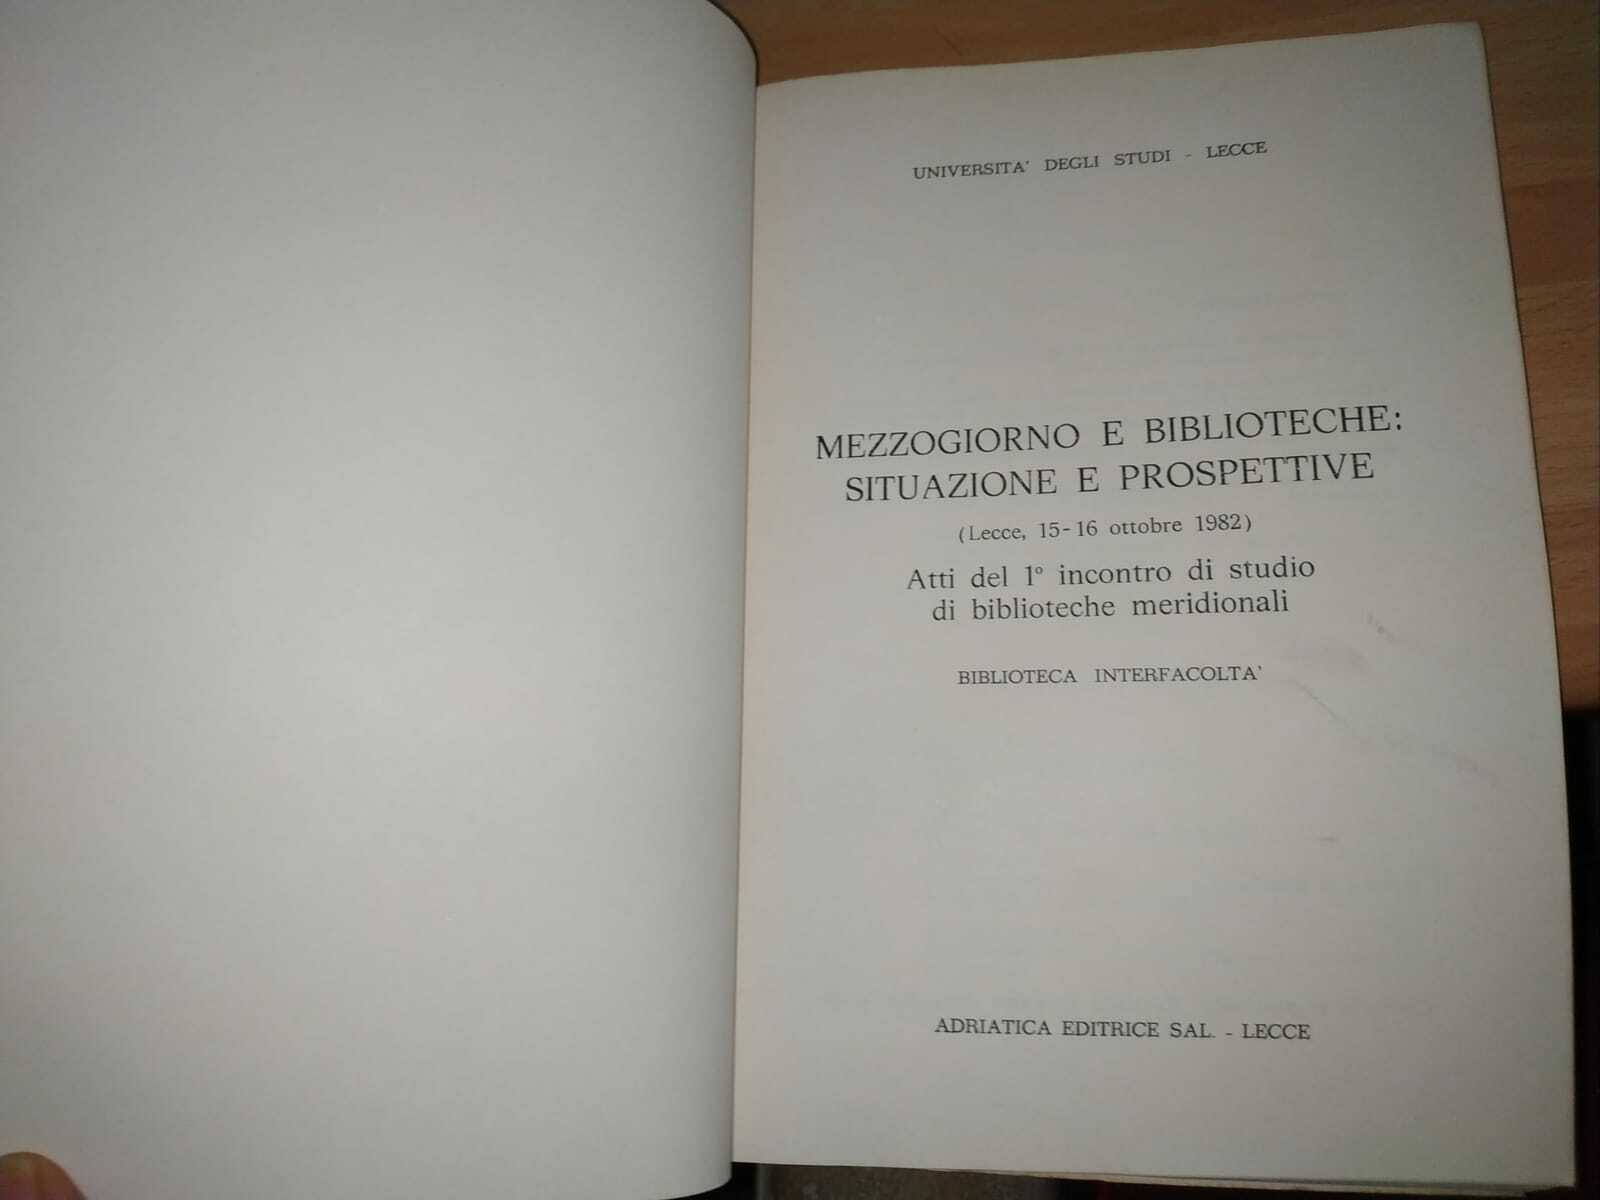 UNIVERSITA' DEGLI STUDI - LECCE
MEZZOGIORNO E BIBLIOTECHE:
SITUAZIONE E PROSPETTIVE
(Lecce, 15-16 ottobre 1982)
Atti del 1º incontro di studio
di biblioteche meridionali
BIBLIOTECA INTERFACOLTA'
ADRIATICA EDITRICE SAL. - LECCE